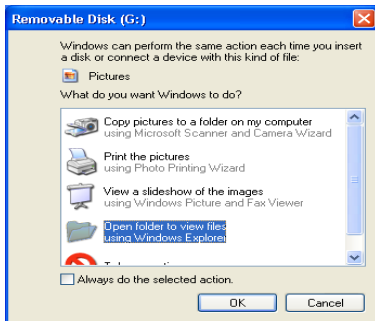 Removable Disk (G:)
Windows can perform the same action each time you insert
a disk or connect a device with this kind of file:
Pictures
What do you want Windows to do?
Copy pictures to a folder on my computer
using Microsoft Scanner and Camera Wizard
Print the pictures
using Photo Printing Wizard
View a slideshow of the images
using Windows Picture and Fax Viewer
Open folder to view files
using Windows Explorer
Always do the selected action.
OK
Cancel